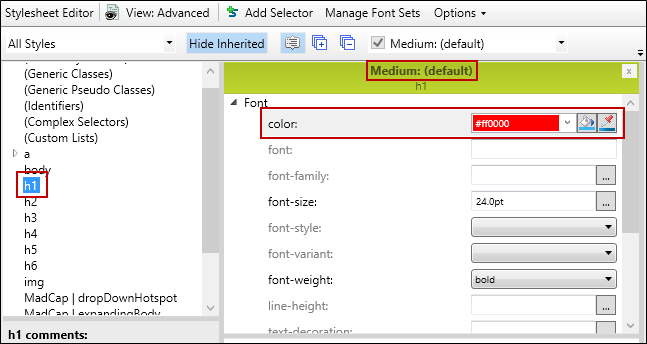 Stylesheet Editor View: Advanced Add Selector Manage Font Sets Options
All Styles Hide Inherited Medium: (default)
(Generic Classes)
(Generic Pseudo Classes)
(Identifiers)
(Complex Selectors)
(Custom Lists)
a
body
h1
h2
h3
h4
h5
h6
img
MadCap | dropDownHotspot
MadCap | expandingBody
h1 comments:
Medium: (default)
h1
Font
color: #ff0000
font:
font-family: ...
font-size: 24.0pt ...
font-style:
font-variant:
font-weight: bold
line-height: ...
text-decoration: ...